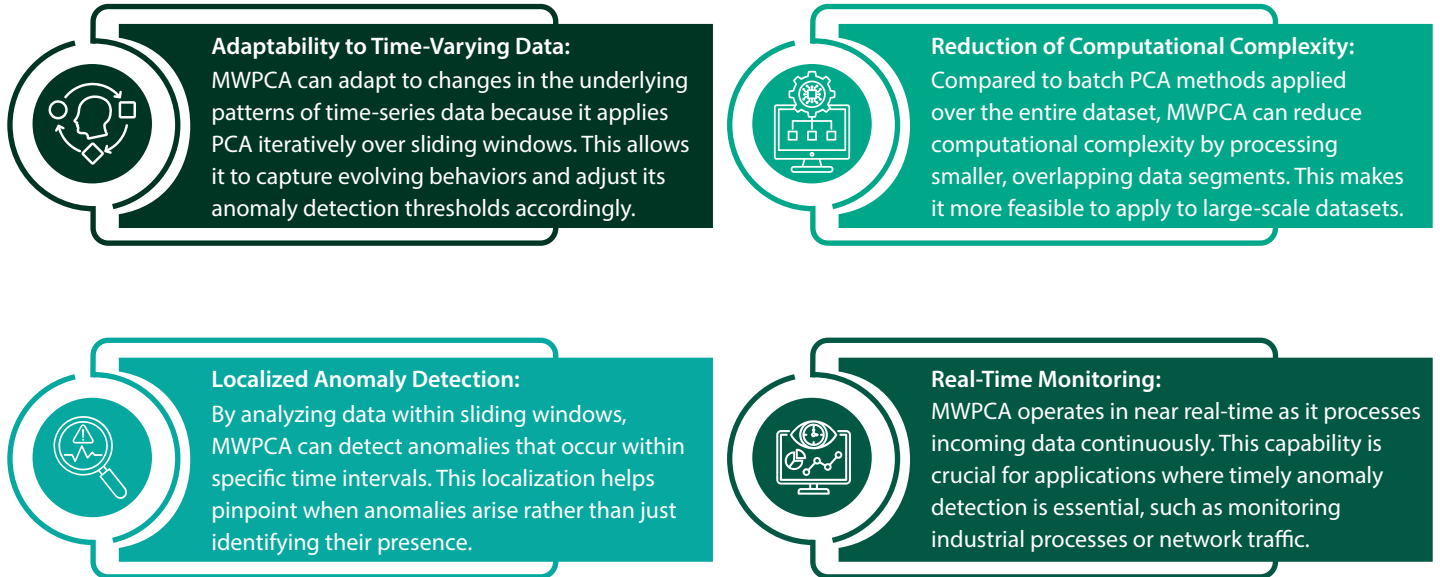 Adaptability to Time-Varying Data:
MWPCA can adapt to changes in the underlying
patterns of time-series data because it applies
PCA iteratively over sliding windows. This allows
it to capture evolving behaviors and adjust its
anomaly detection thresholds accordingly.
Reduction of Computational Complexity:
Compared to batch PCA methods applied
over the entire dataset, MWPCA can reduce
computational complexity by processing
smaller, overlapping data segments. This makes
it more feasible to apply to large-scale datasets.
Localized Anomaly Detection:
By analyzing data within sliding windows,
MWPCA can detect anomalies that occur within
specific time intervals. This localization helps
pinpoint when anomalies arise rather than just
identifying their presence.
Real-Time Monitoring:
MWPCA operates in near real-time as it processes
incoming data continuously. This capability is
crucial for applications where timely anomaly
detection is essential, such as monitoring
industrial processes or network traffic.